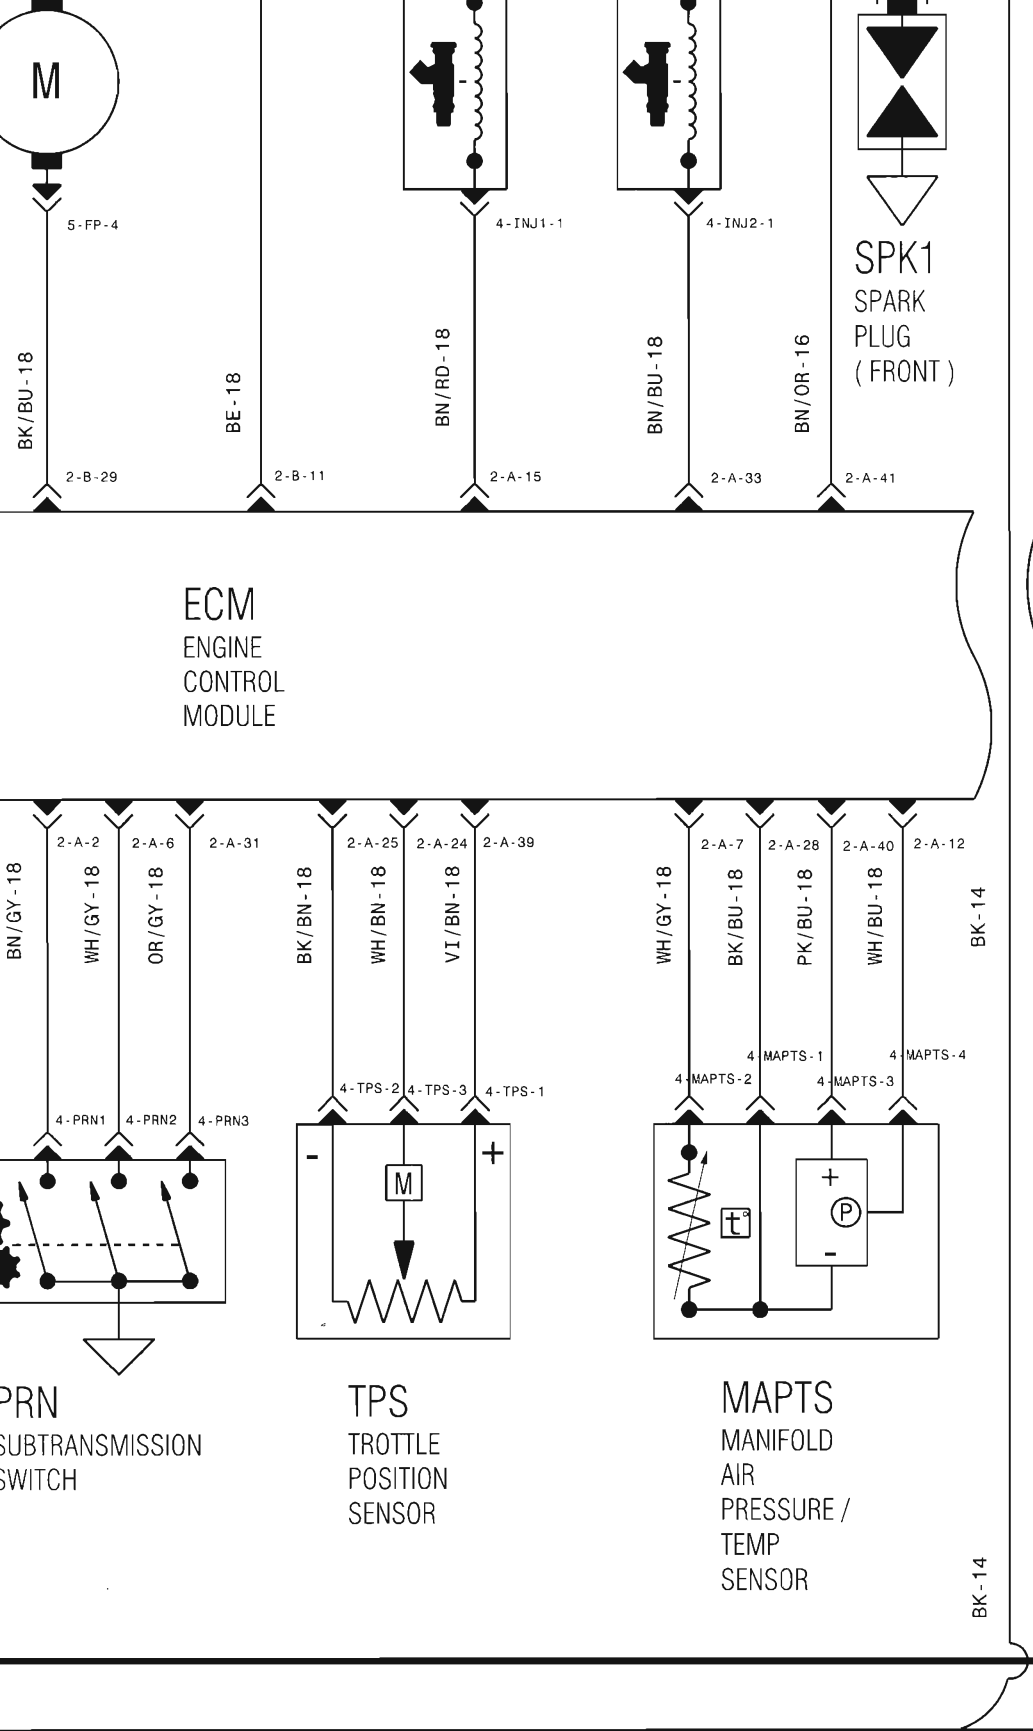 M
5-FP-4
4-INJ1-1
4-INJ2-1
SPK1
SPARK
PLUG
( FRONT )
BK/BU-18
BE-18
BN/RD-18
BN/BU-18
BN/OR-16
2-B-29
2-B-11
2-A-15
2-A-33
2-A-41
ECM
ENGINE
CONTROL
MODULE
2-A-2
2-A-6
2-A-31
2-A-25
2-A-24
2-A-39
2-A-7
2-A-28
2-A-40
2-A-12
BN/GY-18
WH/GY-18
OR/GY-18
BK/BN-18
WH/BN-18
VI/BN-18
WH/GY-18
BK/BU-18
PK/BU-18
WH/BU-18
BK-14
4-MAPTS-1
4-MAPTS-4
4-MAPTS-2
4-MAPTS-3
4-TPS-2
4-TPS-3
4-TPS-1
4-PRN1
4-PRN2
4-PRN3
-
+
M
t°
+
P
-
PRN
SUBTRANSMISSION
SWITCH
TPS
TROTTLE
POSITION
SENSOR
MAPTS
MANIFOLD
AIR
PRESSURE /
TEMP
SENSOR
BK-14